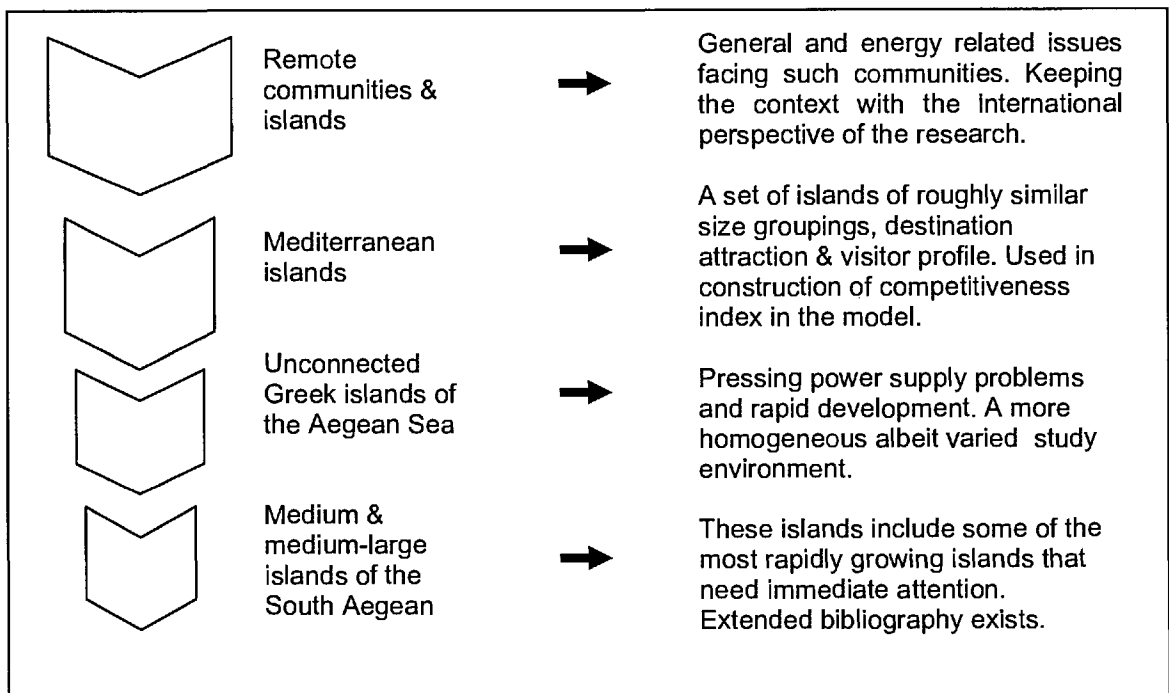 Remote
communities &
islands
General and energy related issues
facing such communities. Keeping
the context with the international
perspective of the research.
Mediterranean
islands
A set of islands of roughly similar
size groupings, destination
attraction & visitor profile. Used in
construction of competitiveness
index in the model.
Unconnected
Greek islands of
the Aegean Sea
Pressing power supply problems
and rapid development. A more
homogeneous albeit varied study
environment.
Medium &
medium-large
islands of the
South Aegean
These islands include some of the
most rapidly growing islands that
need immediate attention.
Extended bibliography exists.